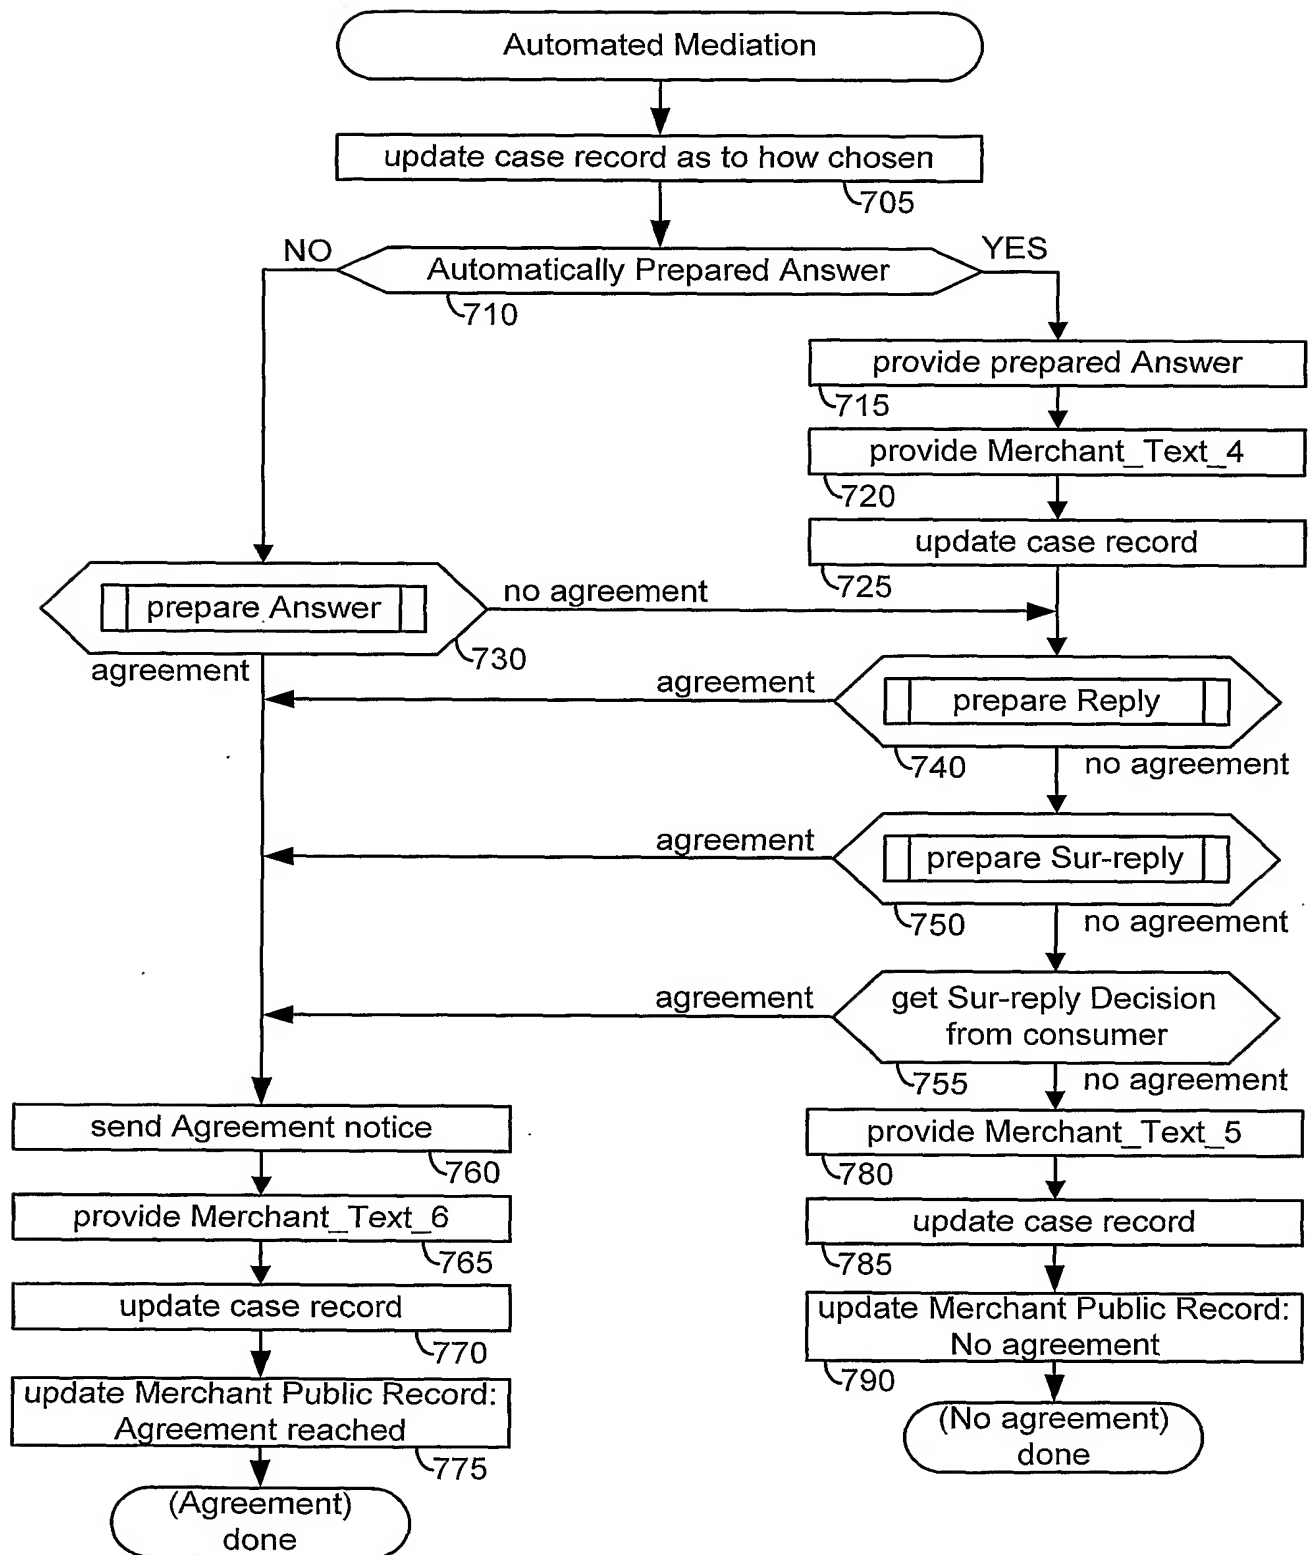 Automated Mediation
update case record as to how chosen
705
NO
YES
Automatically Prepared Answer
710
provide prepared Answer
715
provide Merchant_Text_4
720
update case record
725
prepare Answer
no agreement
730
agreement
agreement
prepare Reply
740
no agreement
agreement
prepare Sur-reply
750
no agreement
agreement
get Sur-reply Decision
from consumer
755
no agreement
send Agreement notice
760
provide Merchant_Text_5
780
provide Merchant_Text_6
765
update case record
785
update case record
770
update Merchant Public Record:
No agreement
790
update Merchant Public Record:
Agreement reached
775
(No agreement)
done
(Agreement)
done